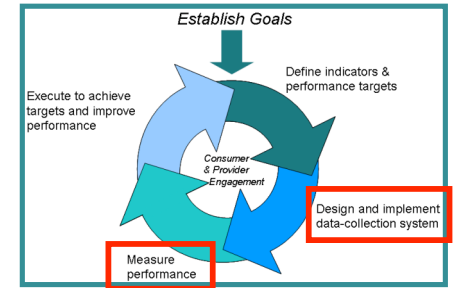 Establish Goals
Define indicators &
performance targets
Execute to achieve
targets and improve
performance
Consumer
& Provider
Engagement
Design and implement
data-collection system
Measure
performance